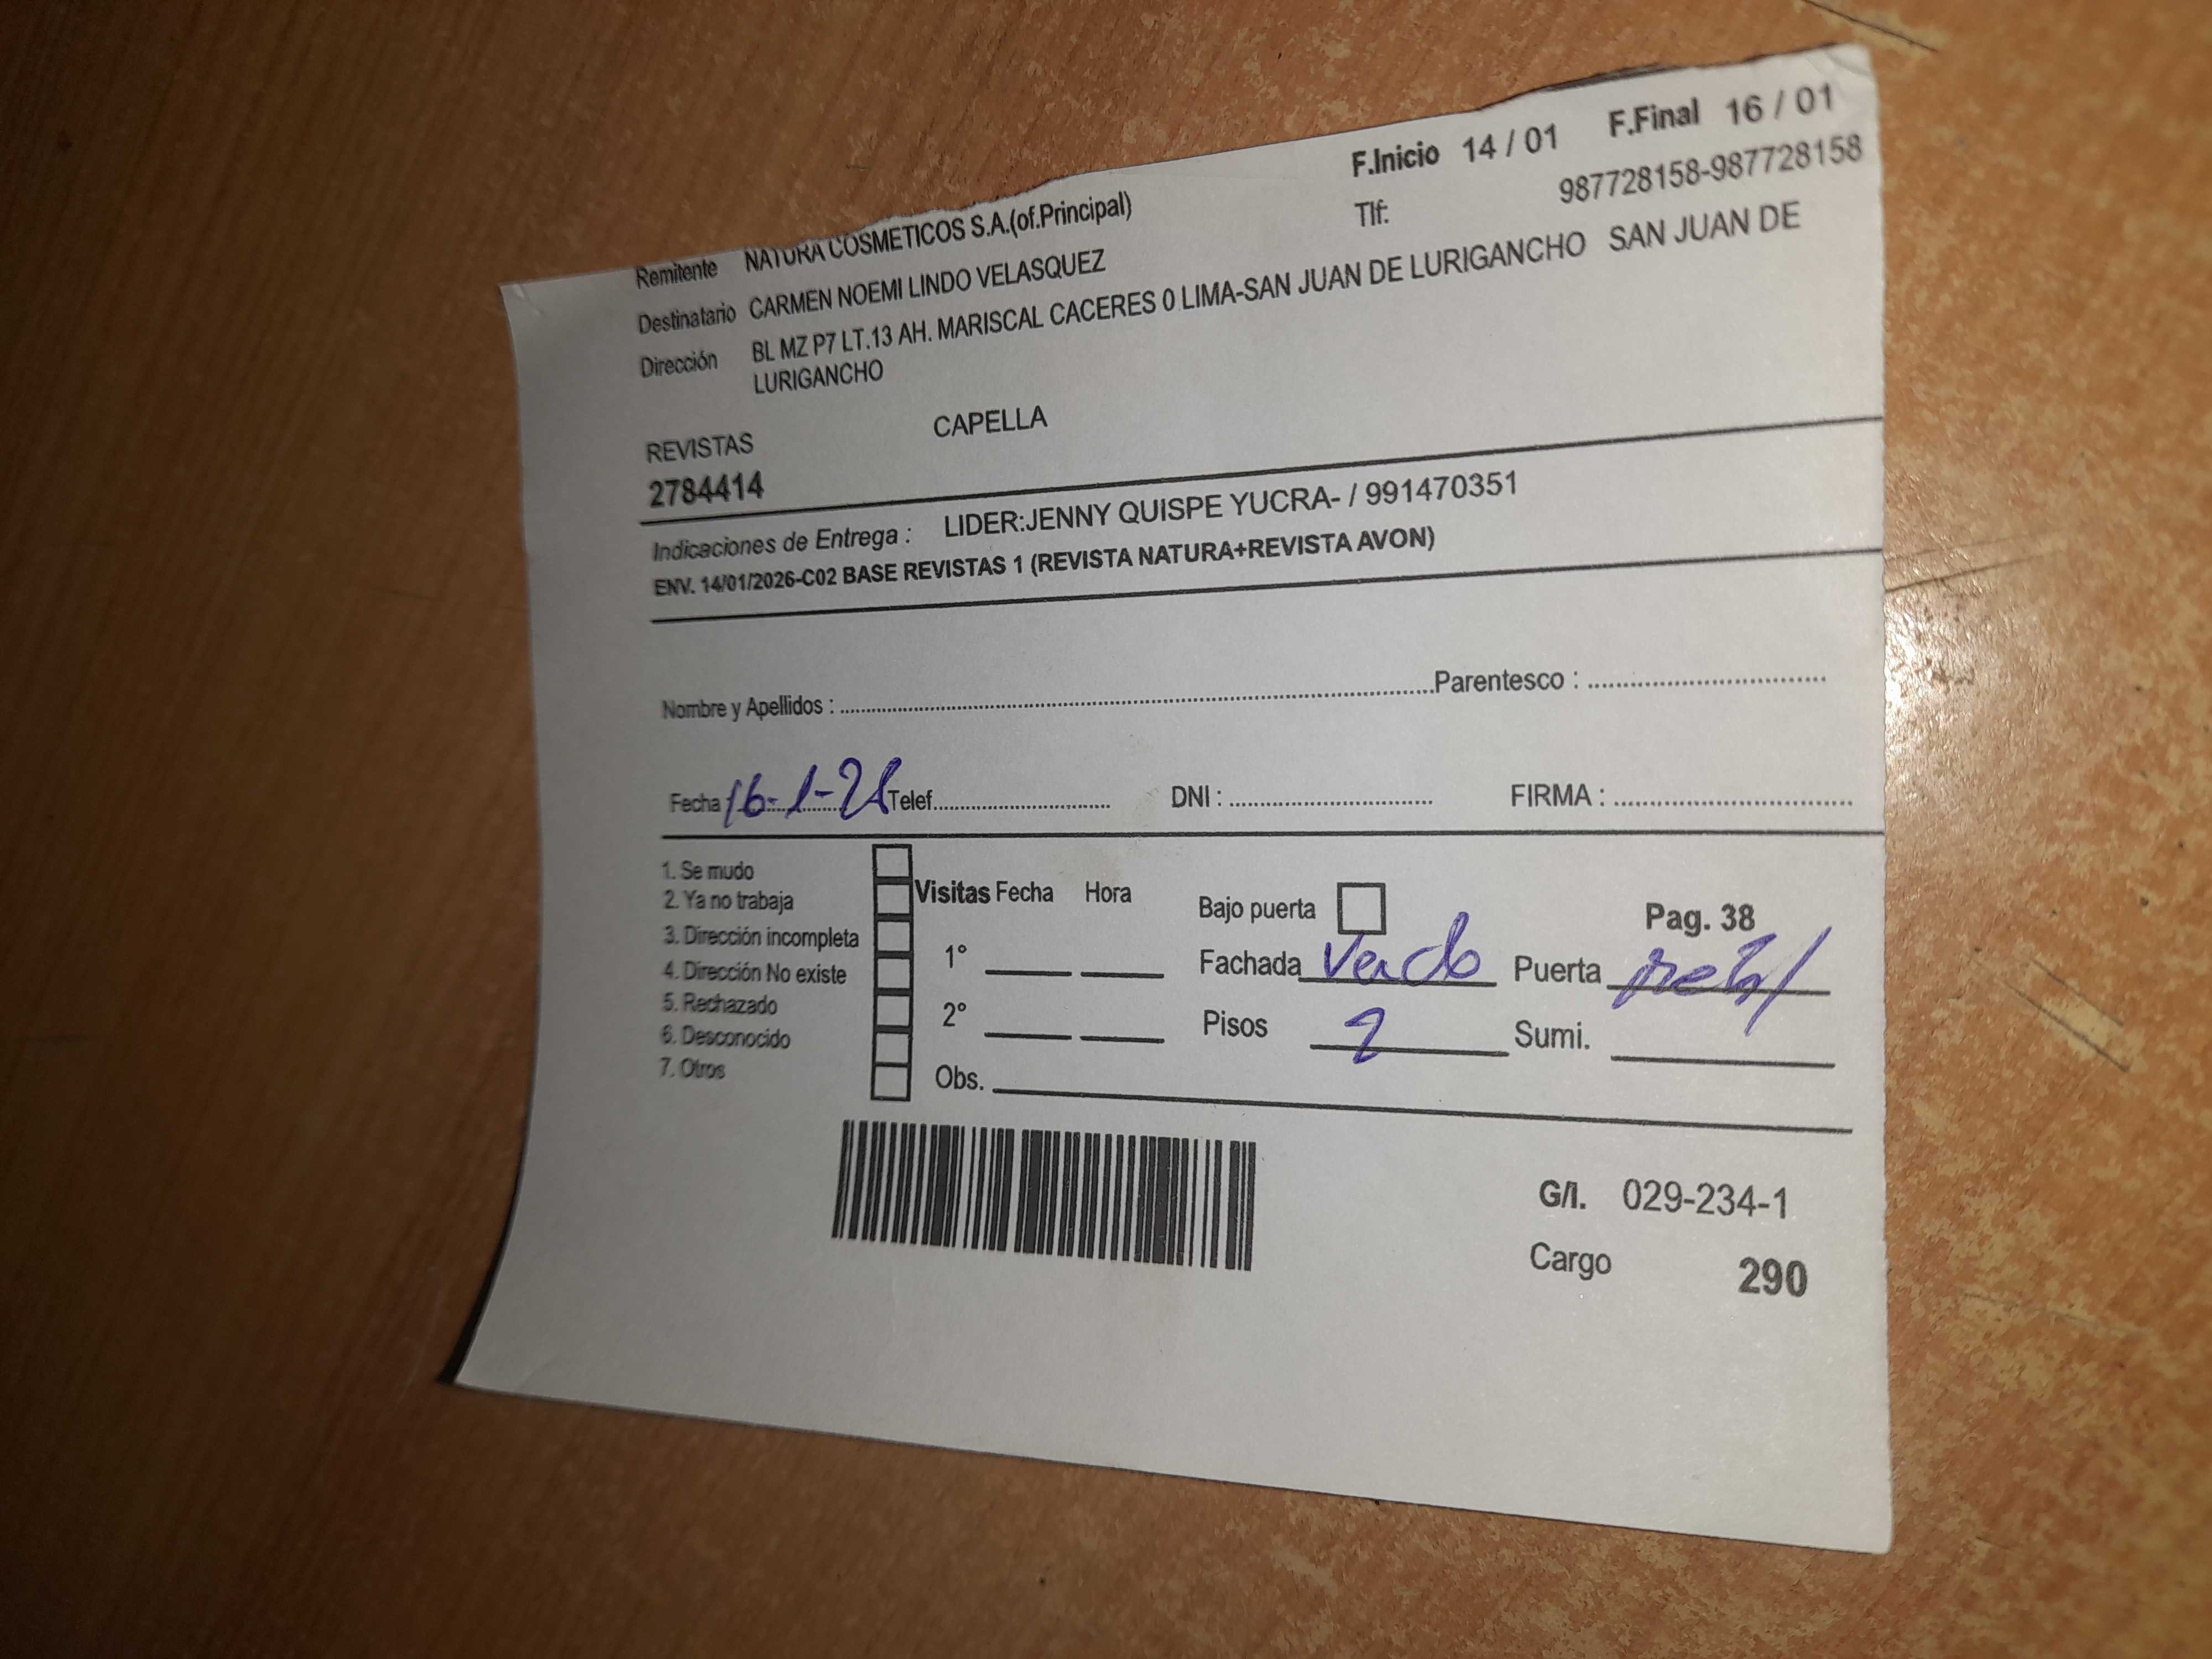 F.Inicio 14 / 01 F.Final 16 / 01
Remitente NATURA COSMETICOS S.A.(of.Principal) Tlf: 987728158-987728158
Destinatario CARMEN NOEMI LINDO VELASQUEZ
Dirección BL MZ P7 LT.13 AH. MARISCAL CACERES 0 LIMA-SAN JUAN DE LURIGANCHO SAN JUAN DE
LURIGANCHO
REVISTAS CAPELLA
2784414
Indicaciones de Entrega : LIDER:JENNY QUISPE YUCRA- / 991470351
ENV. 14/01/2026-C02 BASE REVISTAS 1 (REVISTA NATURA+REVISTA AVON)
Nombre y Apellidos : Parentesco :
Fecha 16-1-26 Telef. DNI : FIRMA :
1. Se mudo
2. Ya no trabaja
3. Dirección incompleta
4. Dirección No existe
5. Rechazado
6. Desconocido
7. Otros
Visitas Fecha Hora
1°
2°
Obs.
Bajo puerta Pag. 38
Fachada Verde Puerta metal
Pisos 2 Sumi.
G/I. 029-234-1
Cargo 290